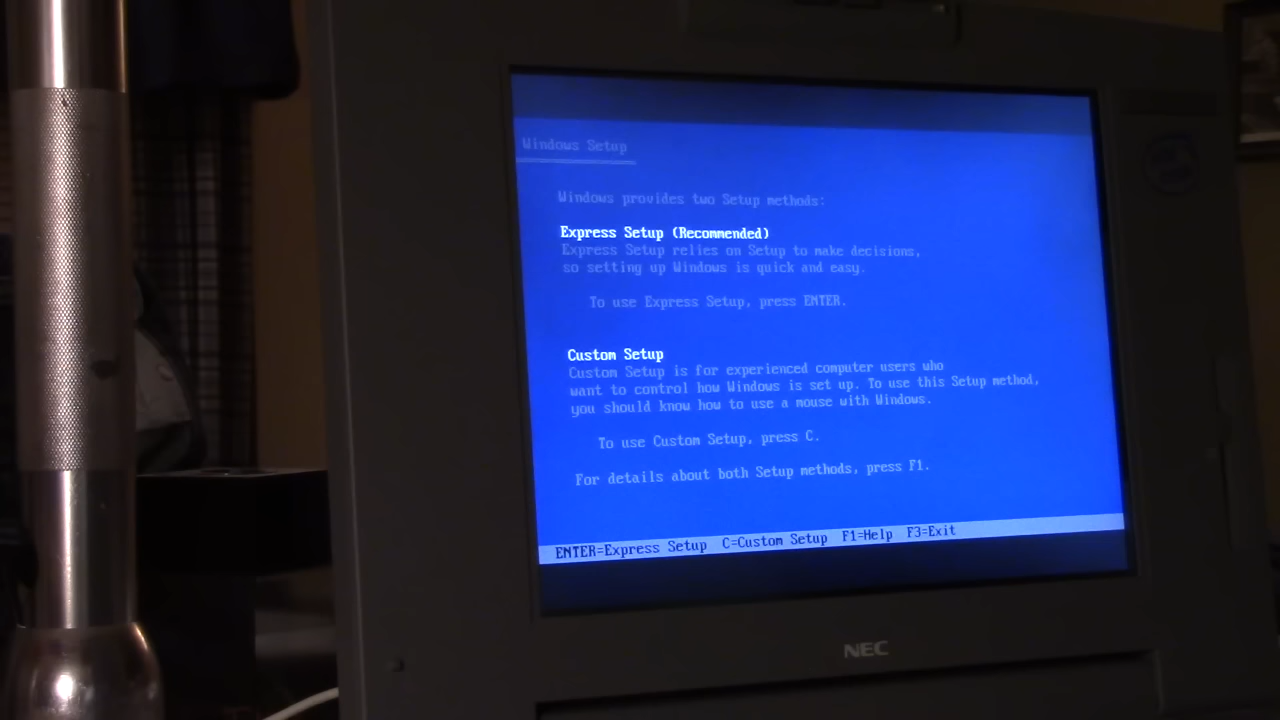 Windows Setup
Windows provides two Setup methods:
Express Setup (Recommended)
Express Setup relies on Setup to make decisions,
so setting up Windows is quick and easy.
To use Express Setup, press ENTER.
Custom Setup
Custom Setup is for experienced computer users who
want to control how Windows is set up. To use this Setup method,
you should know how to use a mouse with Windows.
To use Custom Setup, press C.
For details about both Setup methods, press F1.
ENTER=Express Setup C=Custom Setup F1=Help F3=Exit
NEC